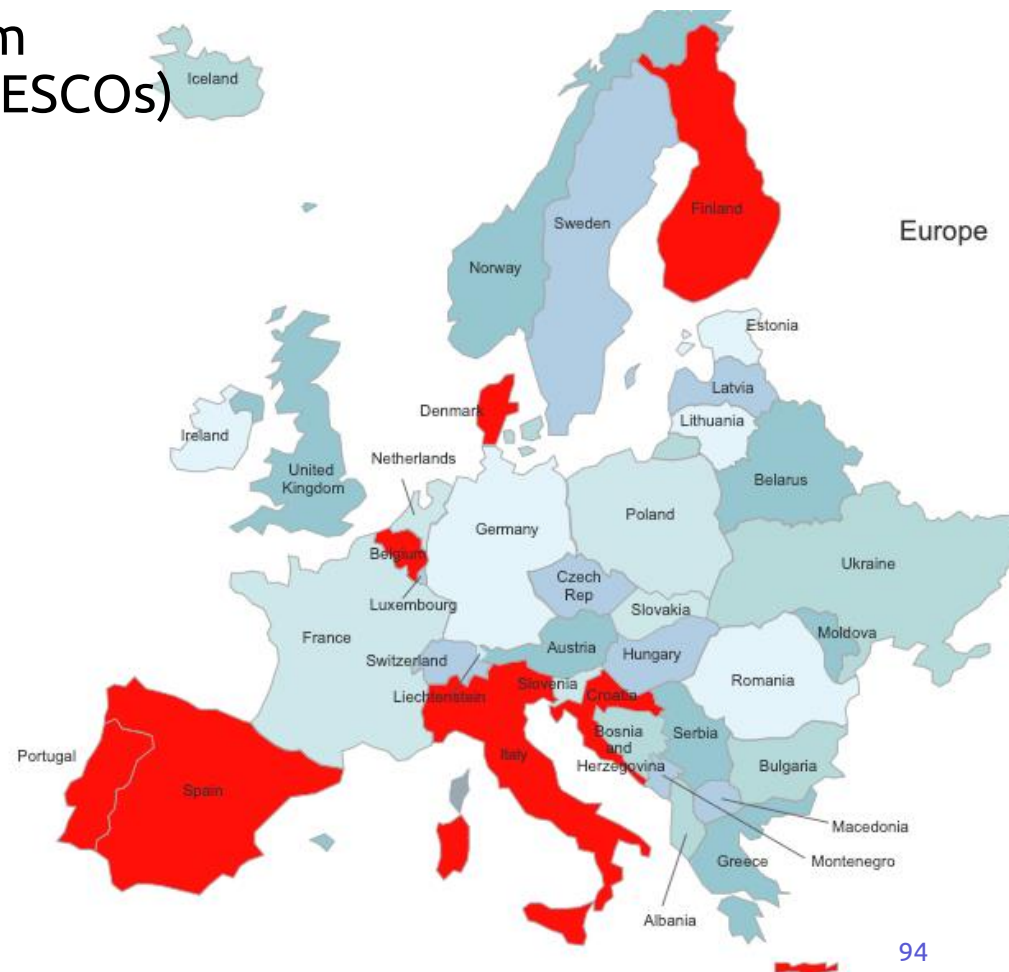 m
ESCOs)
Iceland
Finland
Sweden
Europe
Norway
Estonia
Latvia
Denmark
Lithuania
Ireland
Netherlands
United
Kingdom
Belarus
Poland
Germany
Belgium
Ukraine
Czech
Rep
Luxembourg
Slovakia
France
Moldova
Austria
Hungary
Switzerland
Romania
Slovenia
Liechtenstein
Croatia
Bosnia
and
Herzegovina
Serbia
Portugal
Italy
Bulgaria
Spain
Macedonia
Greece
Montenegro
Albania
94